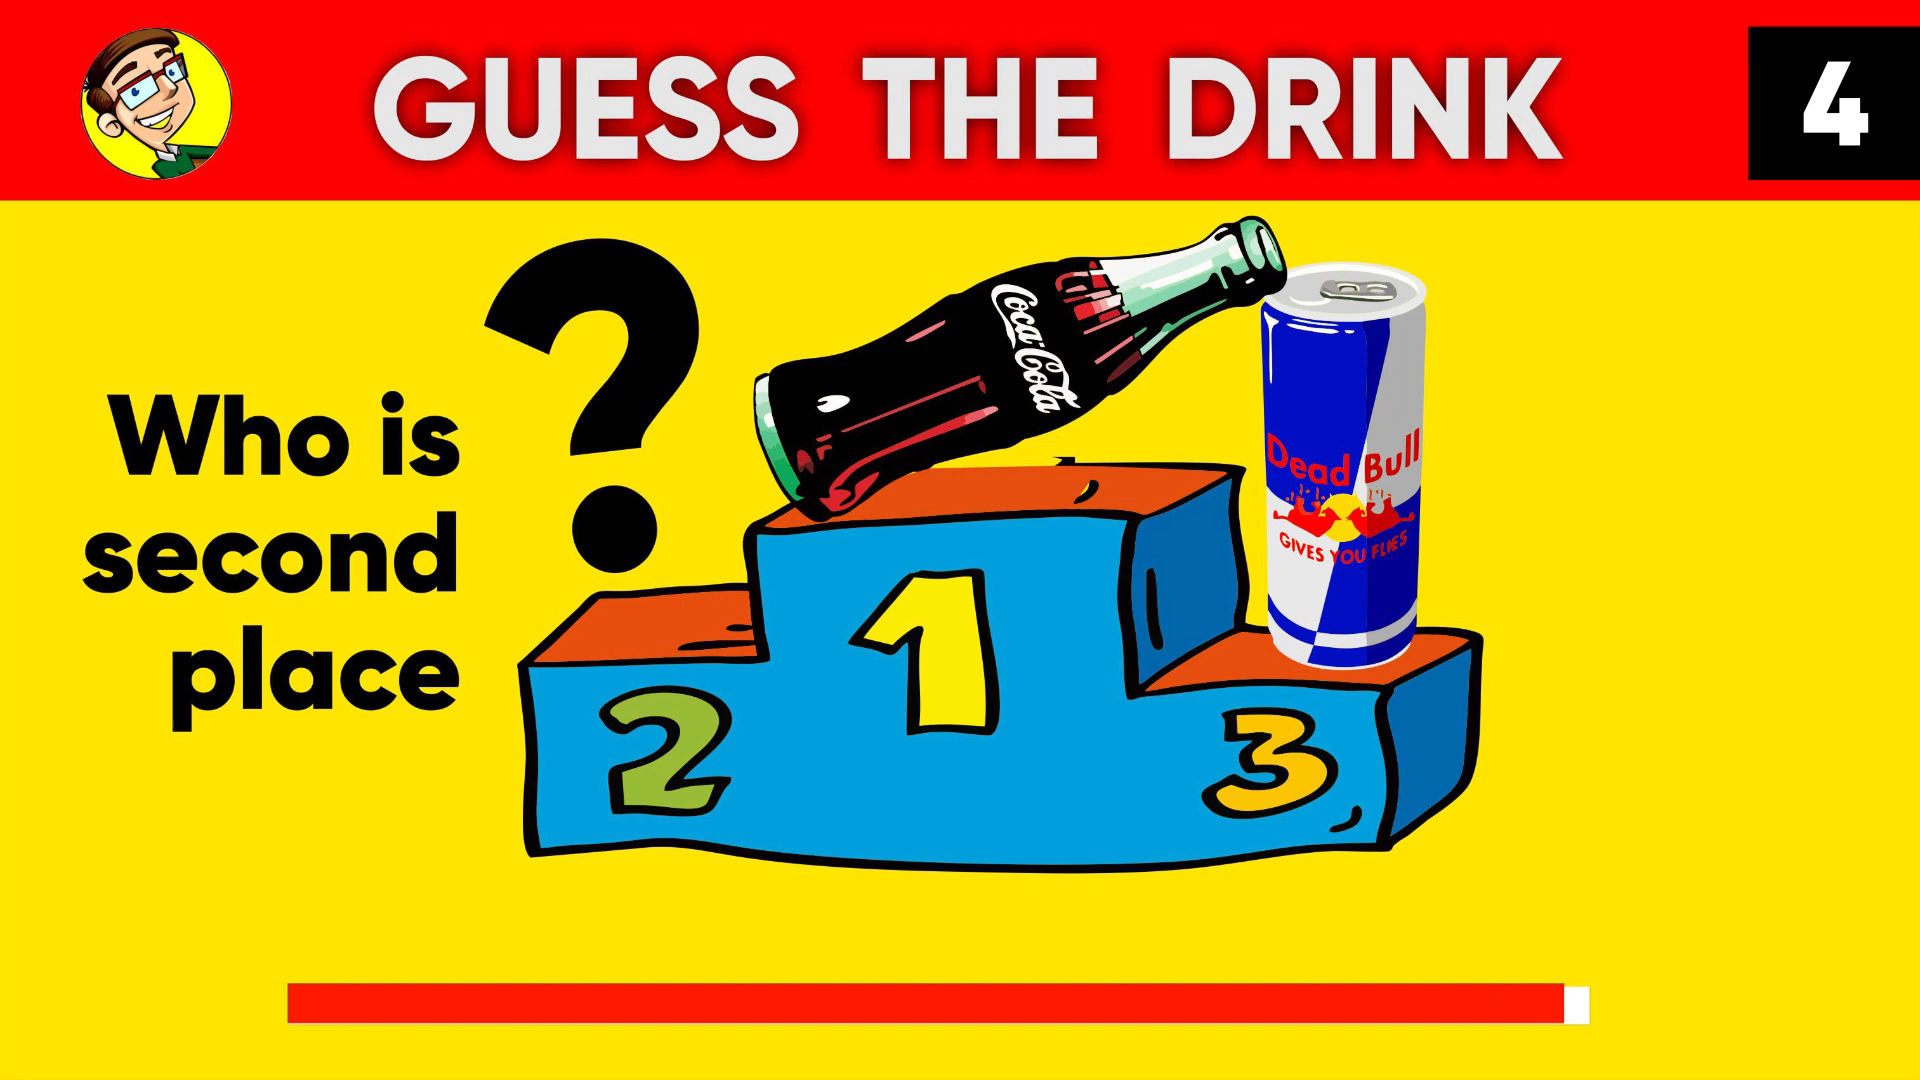 GUESS THE DRINK
4
?
Who is
second
place
Coca-Cola
Dead Bull
GIVES YOU FLIES
1
2
3